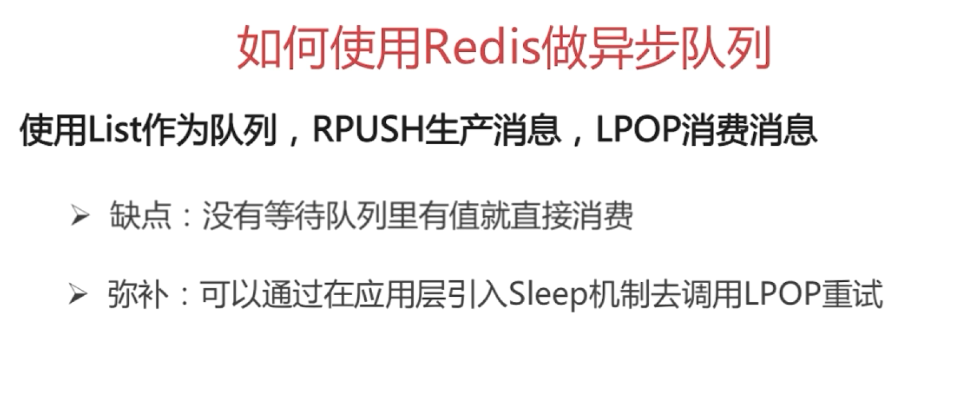 如何使用Redis做异步队列
使用List作为队列，RPUSH生产消息，LPOP消费消息
➢ 缺点：没有等待队列里有值就直接消费
➢ 弥补：可以通过在应用层引入Sleep机制去调用LPOP重试